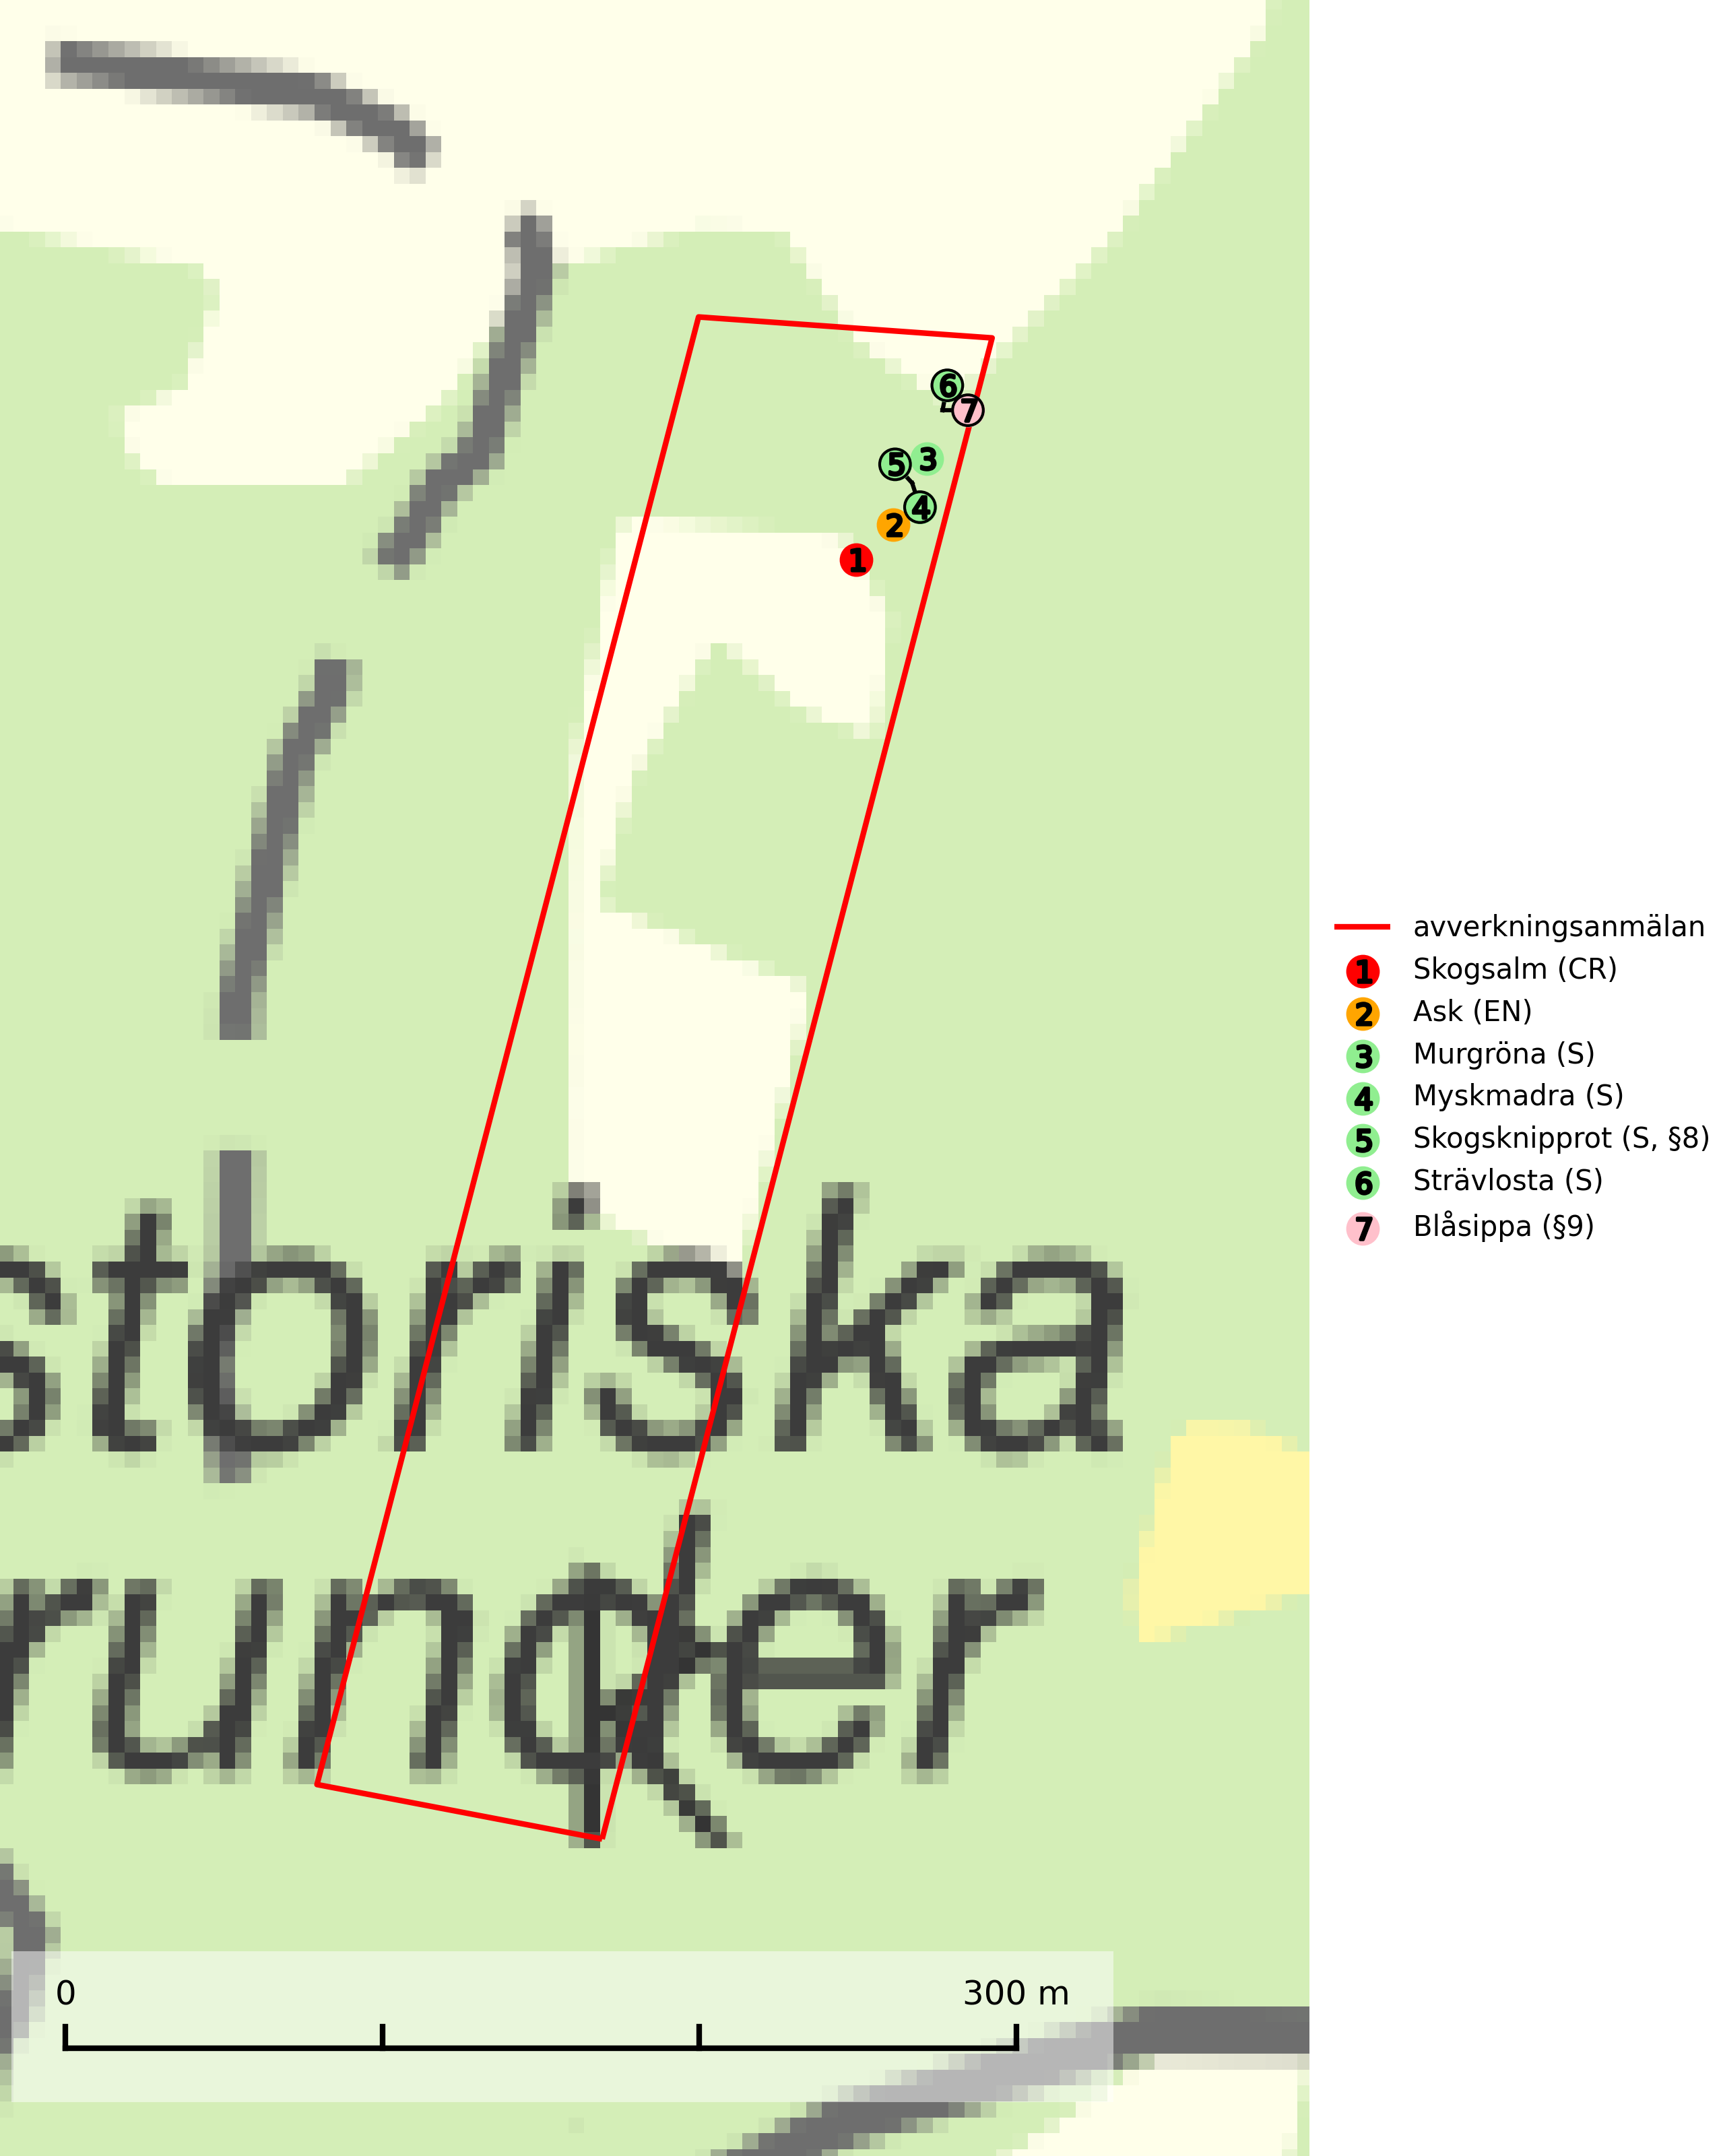 6
7
5 3
4
2
1
stbriska
runder
0 300 m
avverkningsanmälan
1 Skogsalm (CR)
2 Ask (EN)
3 Murgröna (S)
4 Myskmadra (S)
5 Skogsknipprot (S, §8)
6 Strävlosta (S)
7 Blåsippa (§9)